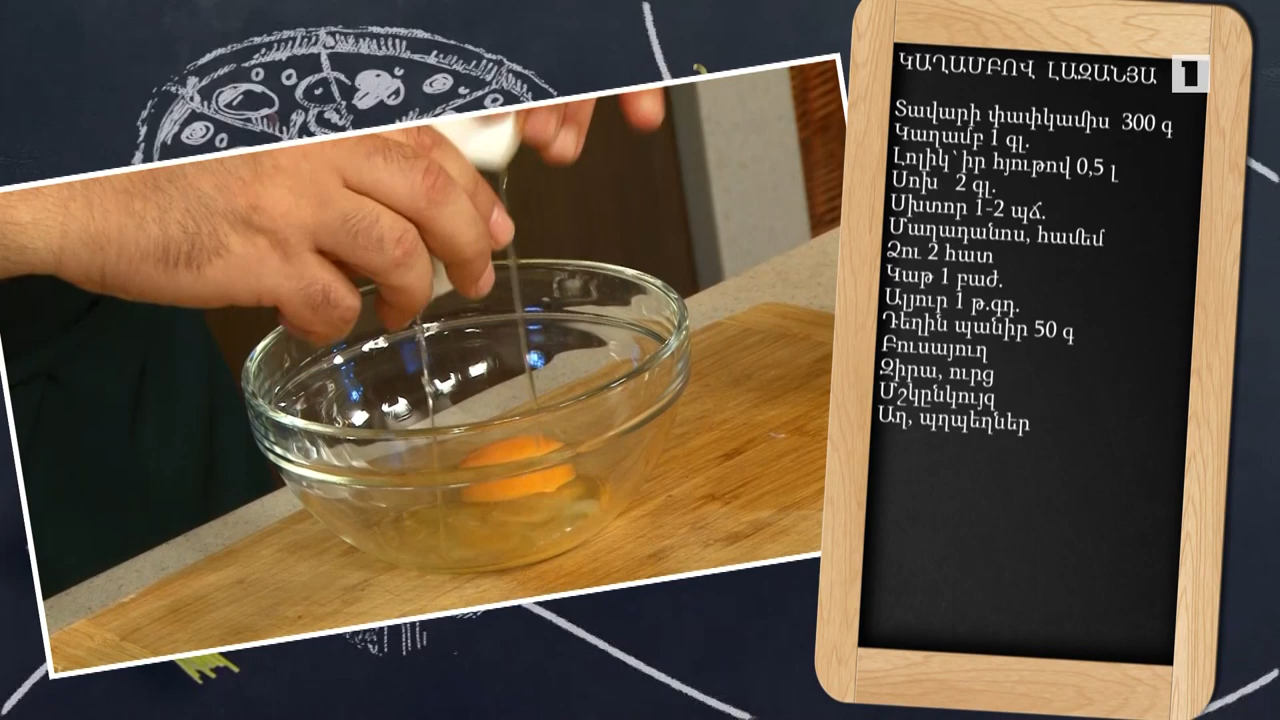 ԿԱՂԱՄԲՈՎ ԼԱԶԱՆՅԱ
1
Տավարի փափկամիս 300 գ
Կաղամբ 1 գլ.
Լոլիկ՝ իր հյութով 0,5 լ
Սոխ 2 գլ.
Սխտոր 1-2 պճ.
Մաղադանոս, համեմ
Ձու 2 հատ
Կաթ 1 բաժ.
Ալյուր 1 թ.գդ.
Դեղին պանիր 50 գ
Բուսայուղ
Զիրա, ուրց
Մշկընկույզ
Աղ, պղպեղներ